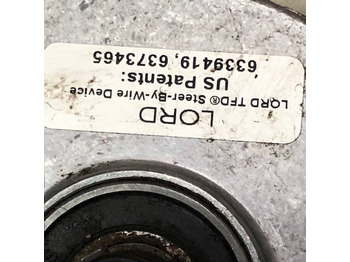 LORD
LORD TFD® Steer-By-Wire Device
US Patents:
, 6339419, 6373465